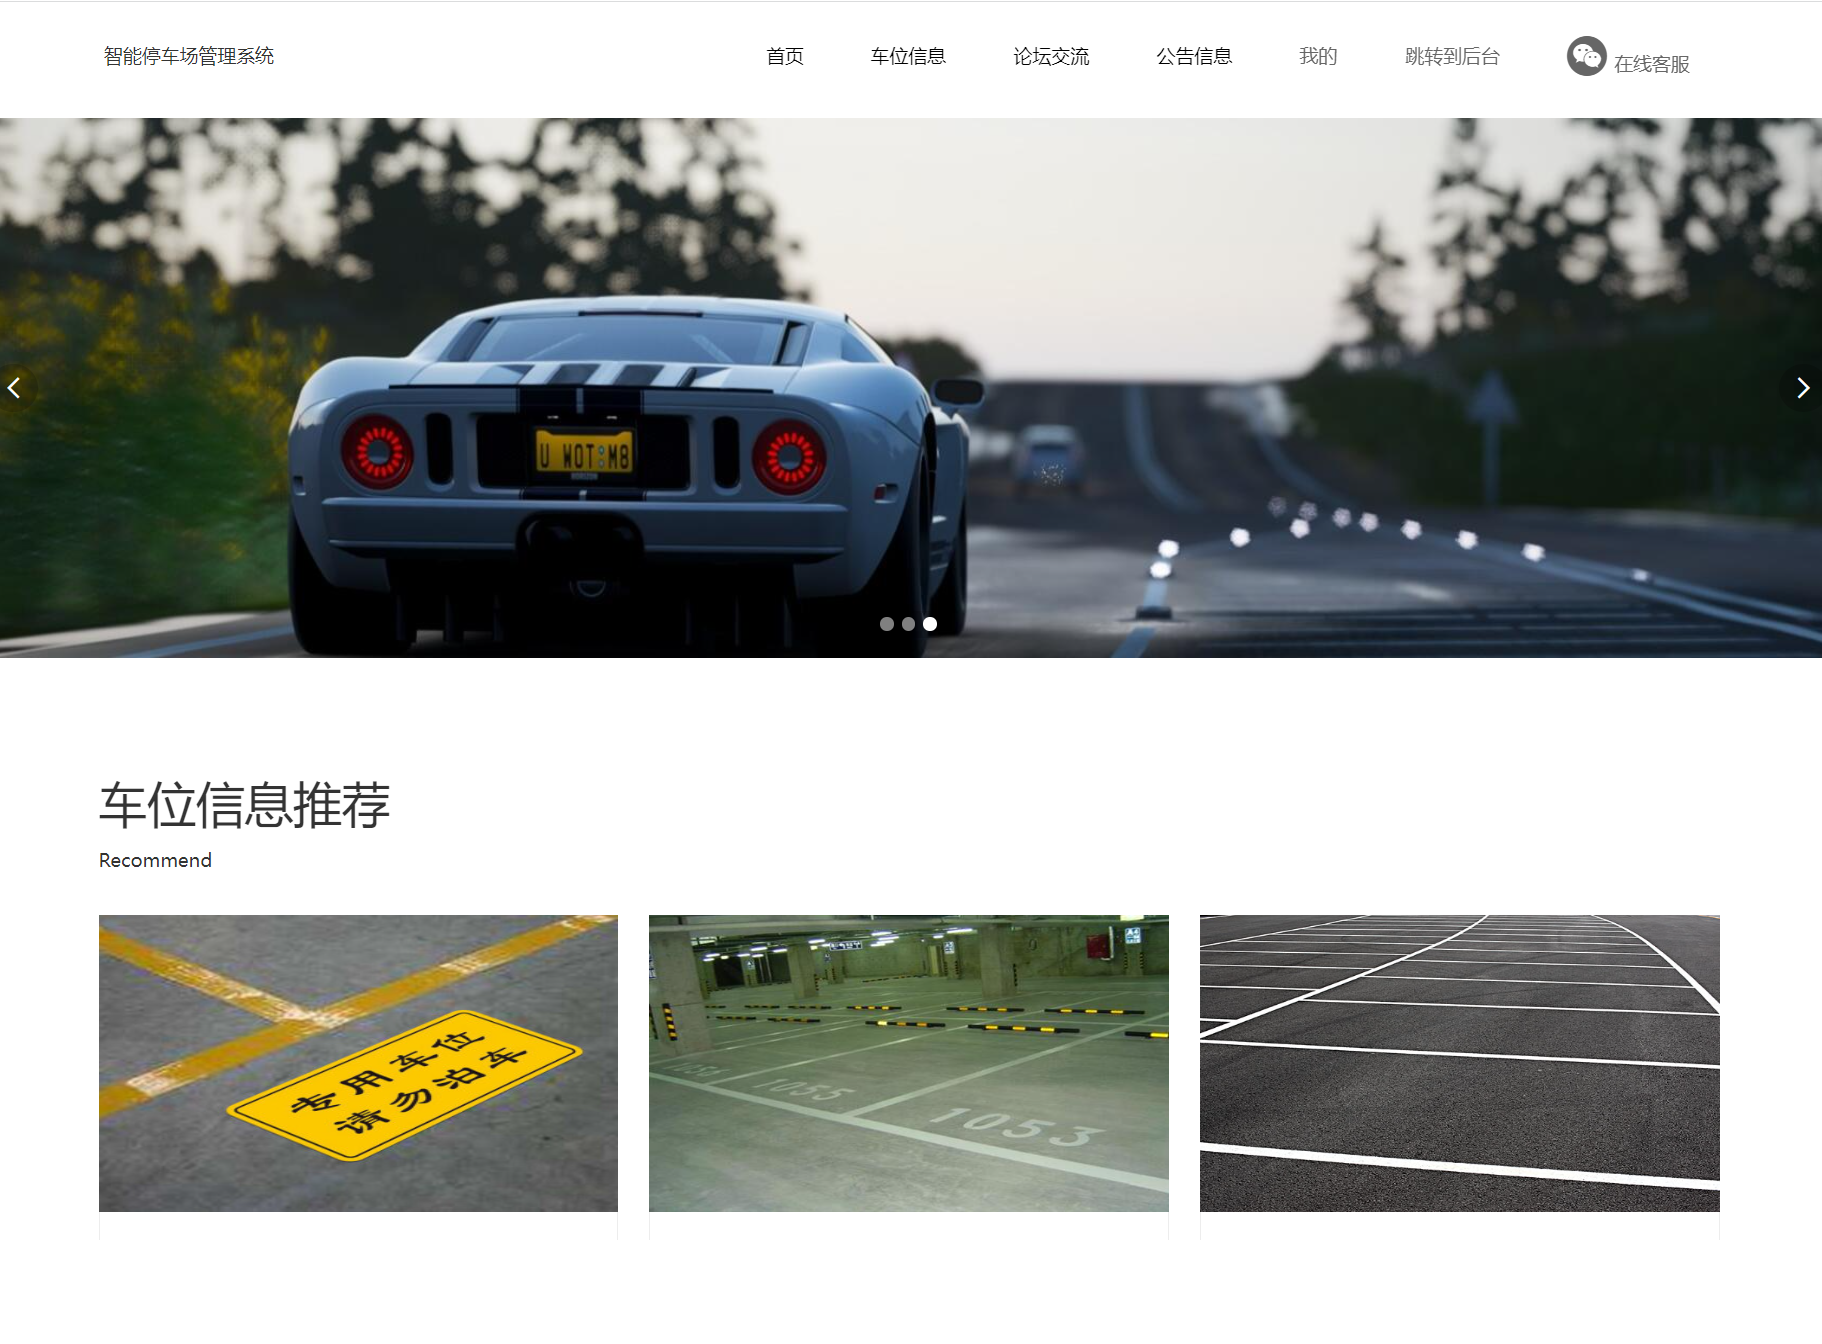 智能停车场管理系统
首页
车位信息
论坛交流
公告信息
我的
跳转到后台
在线客服
U WOT M8
车位信息推荐
Recommend
专用车位
请勿泊车
1054
1055
1053